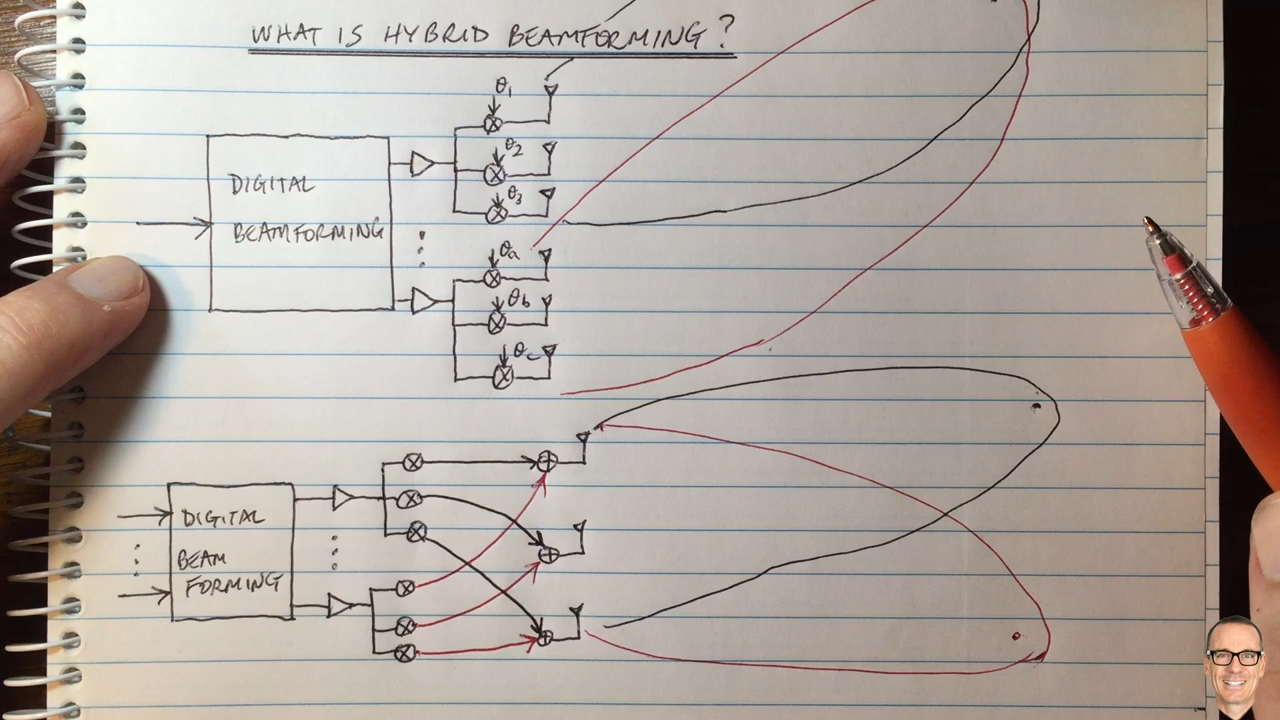 WHAT IS HYBRID BEAMFORMING?
θ1
θ2
θ3
DIGITAL
BEAMFORMING
θa
θb
θc
DIGITAL
BEAM
FORMING